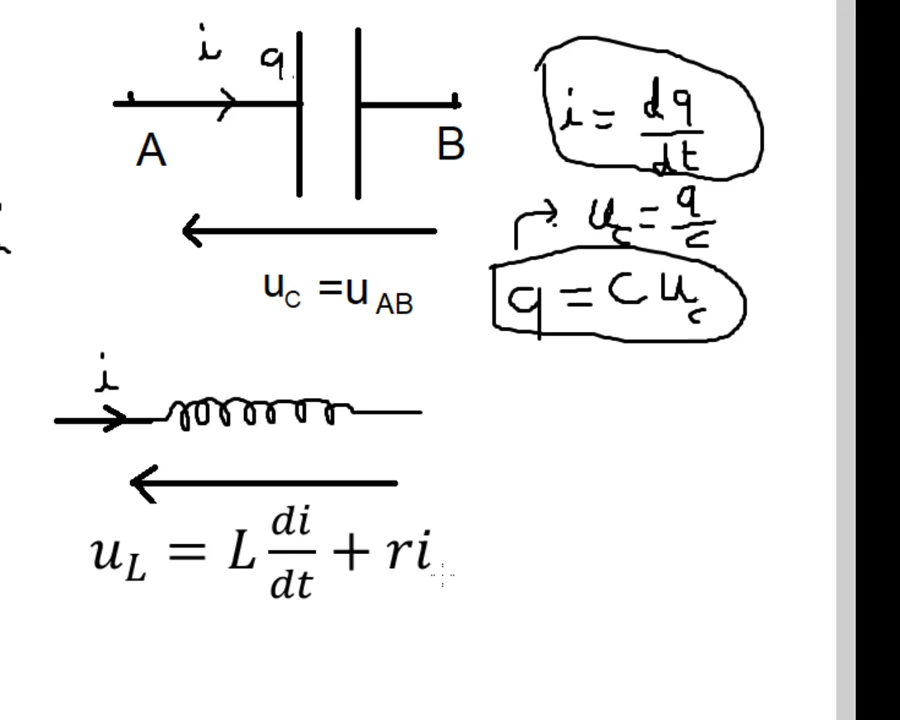 i
q
A
B
i = dq/dt
u_c = q/c
q = C u_c
u_C =u_AB
i
u_L = L di/dt + ri